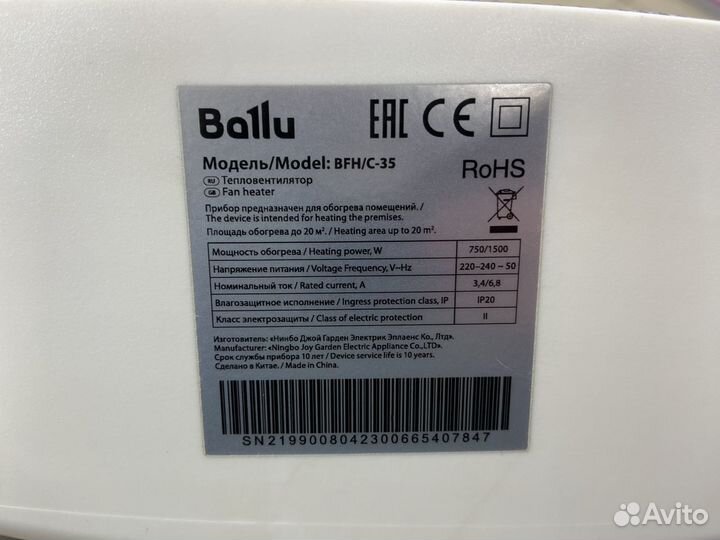 Ballu
EAC CE
Модель/Model: BFH/C-35
RoHS
RU Тепловентилятор
GB Fan heater
Прибор предназначен для обогрева помещений. /
The device is intended for heating the premises.
Площадь обогрева до 20 м². / Heating area up to 20 m².
Мощность обогрева / Heating power, W 750/1500
Напряжение питания / Voltage Frequency, V~Hz 220–240 ~ 50
Номинальный ток / Rated current, A 3,4/6,8
Влагозащитное исполнение / Ingress protection class, IP IP20
Класс электрозащиты / Class of electric protection II
Изготовитель: «Нинбо Джой Гарден Электрик Эплаенс Ко., Лтд».
Manufacturer: «Ningbo Joy Garden Electric Appliance Co.,LTD».
Срок службы прибора 10 лет / Device service life is 10 years.
Сделано в Китае. / Made in China.
SN2199008042300665407847
Avito